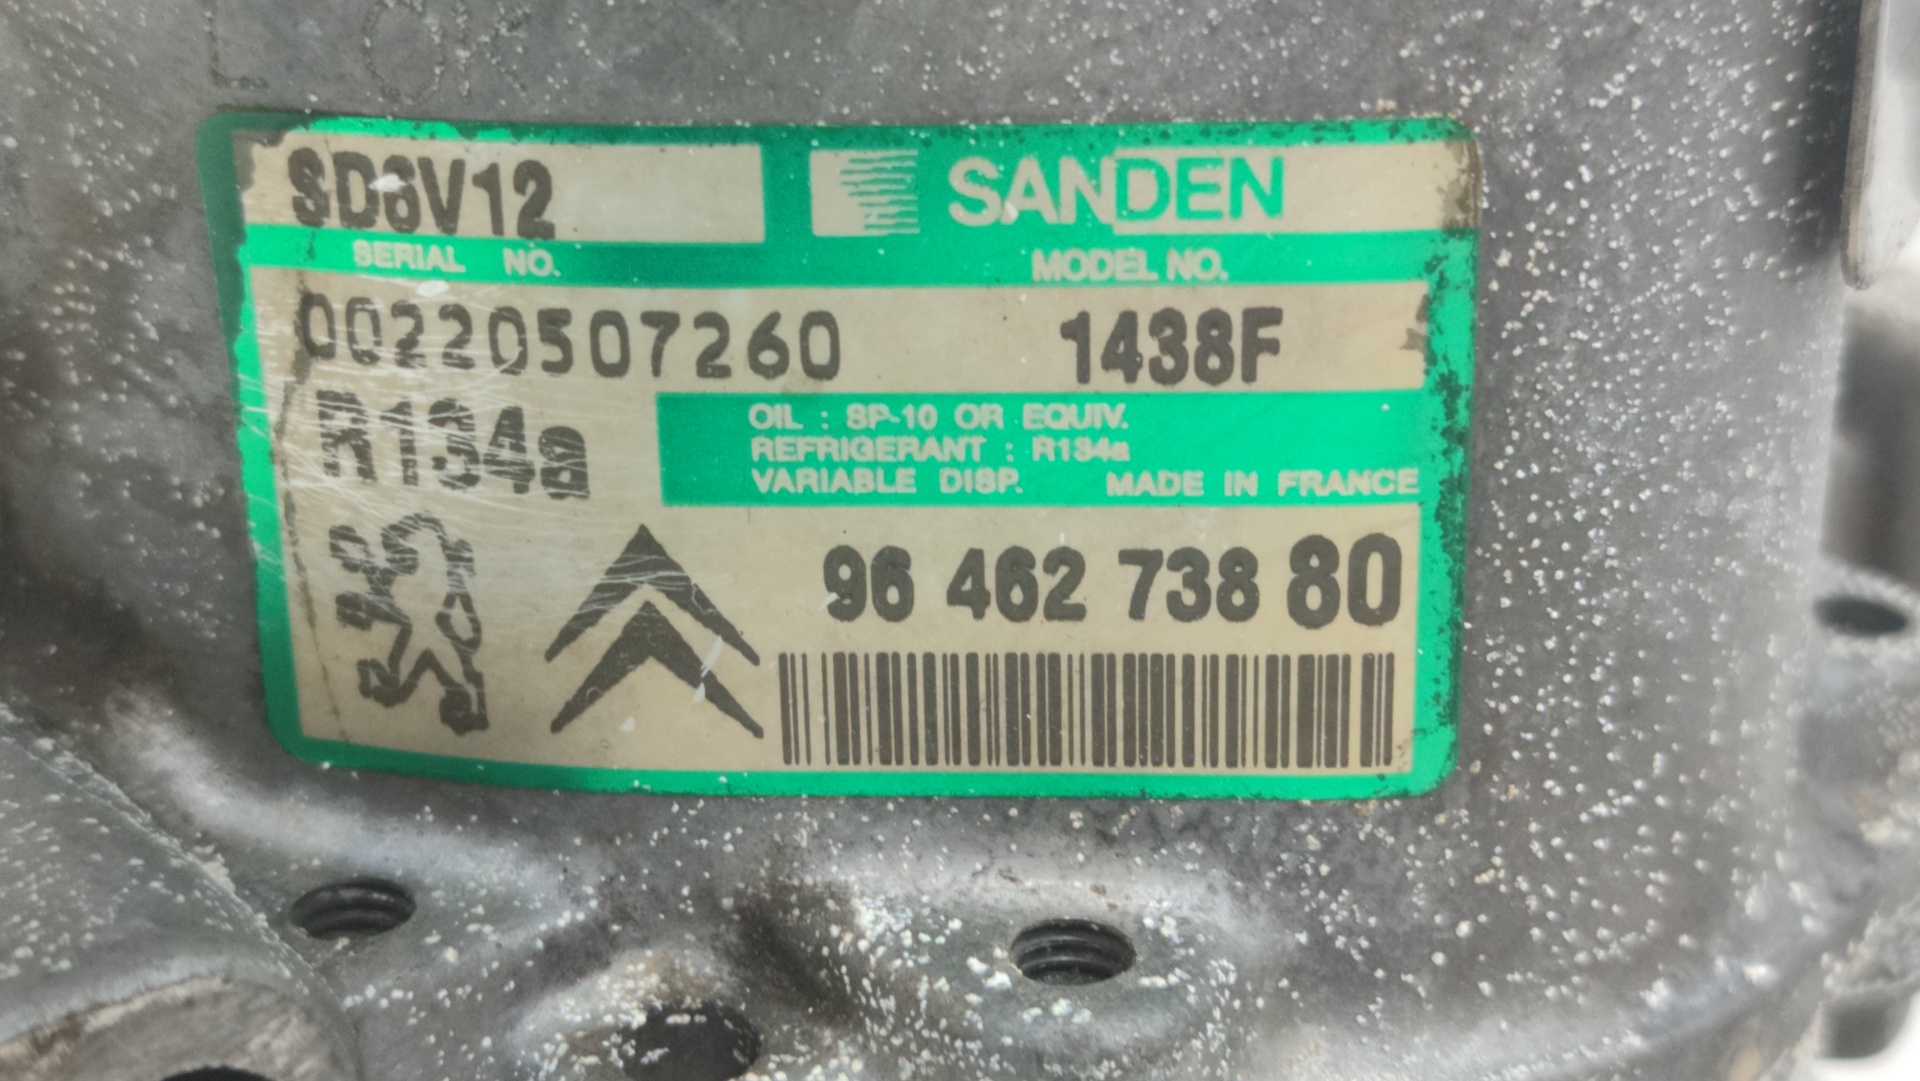 SD6V12 SANDEN
SERIAL NO. MODEL NO.
00220507260 1438F
R134a
OIL : SP-10 OR EQUIV.
REFRIGERANT : R134a
VARIABLE DISP. MADE IN FRANCE
96 462 738 80